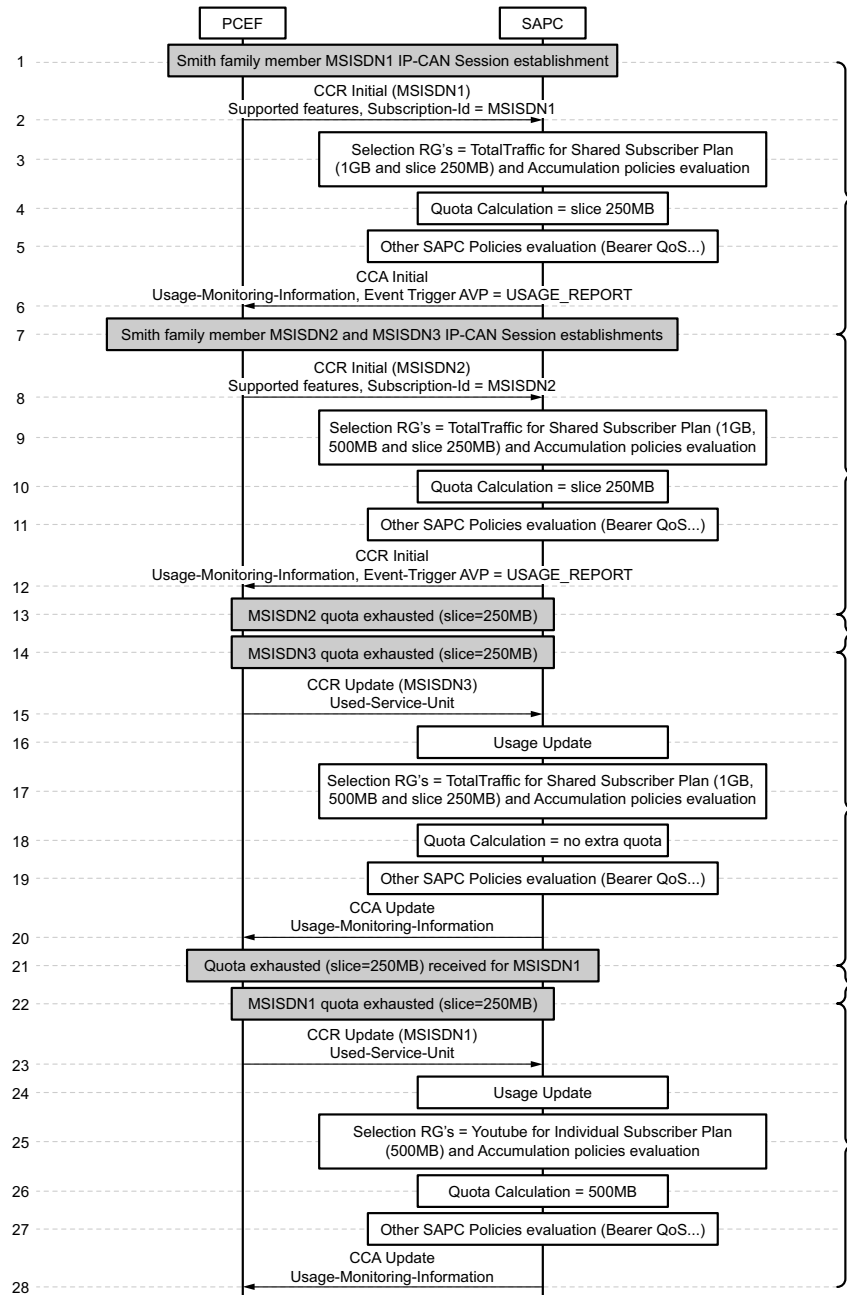 PCEF
SAPC
1
Smith family member MSISDN1 IP-CAN Session establishment
CCR Initial (MSISDN1)
Supported features, Subscription-Id = MSISDN1
2
Selection RG's = TotalTraffic for Shared Subscriber Plan
(1GB and slice 250MB) and Accumulation policies evaluation
3
4
Quota Calculation = slice 250MB
5
Other SAPC Policies evaluation (Bearer QoS...)
CCA Initial
Usage-Monitoring-Information, Event Trigger AVP = USAGE_REPORT
6
7
Smith family member MSISDN2 and MSISDN3 IP-CAN Session establishments
CCR Initial (MSISDN2)
Supported features, Subscription-Id = MSISDN2
8
Selection RG's = TotalTraffic for Shared Subscriber Plan (1GB,
500MB and slice 250MB) and Accumulation policies evaluation
9
10
Quota Calculation = slice 250MB
11
Other SAPC Policies evaluation (Bearer QoS...)
CCR Initial
Usage-Monitoring-Information, Event-Trigger AVP = USAGE_REPORT
12
13
MSISDN2 quota exhausted (slice=250MB)
14
MSISDN3 quota exhausted (slice=250MB)
CCR Update (MSISDN3)
Used-Service-Unit
15
16
Usage Update
Selection RG's = TotalTraffic for Shared Subscriber Plan (1GB,
500MB and slice 250MB) and Accumulation policies evaluation
17
18
Quota Calculation = no extra quota
19
Other SAPC Policies evaluation (Bearer QoS...)
CCA Update
Usage-Monitoring-Information
20
21
Quota exhausted (slice=250MB) received for MSISDN1
22
MSISDN1 quota exhausted (slice=250MB)
CCR Update (MSISDN1)
Used-Service-Unit
23
24
Usage Update
Selection RG's = Youtube for Individual Subscriber Plan
(500MB) and Accumulation policies evaluation
25
26
Quota Calculation = 500MB
27
Other SAPC Policies evaluation (Bearer QoS...)
CCA Update
Usage-Monitoring-Information
28